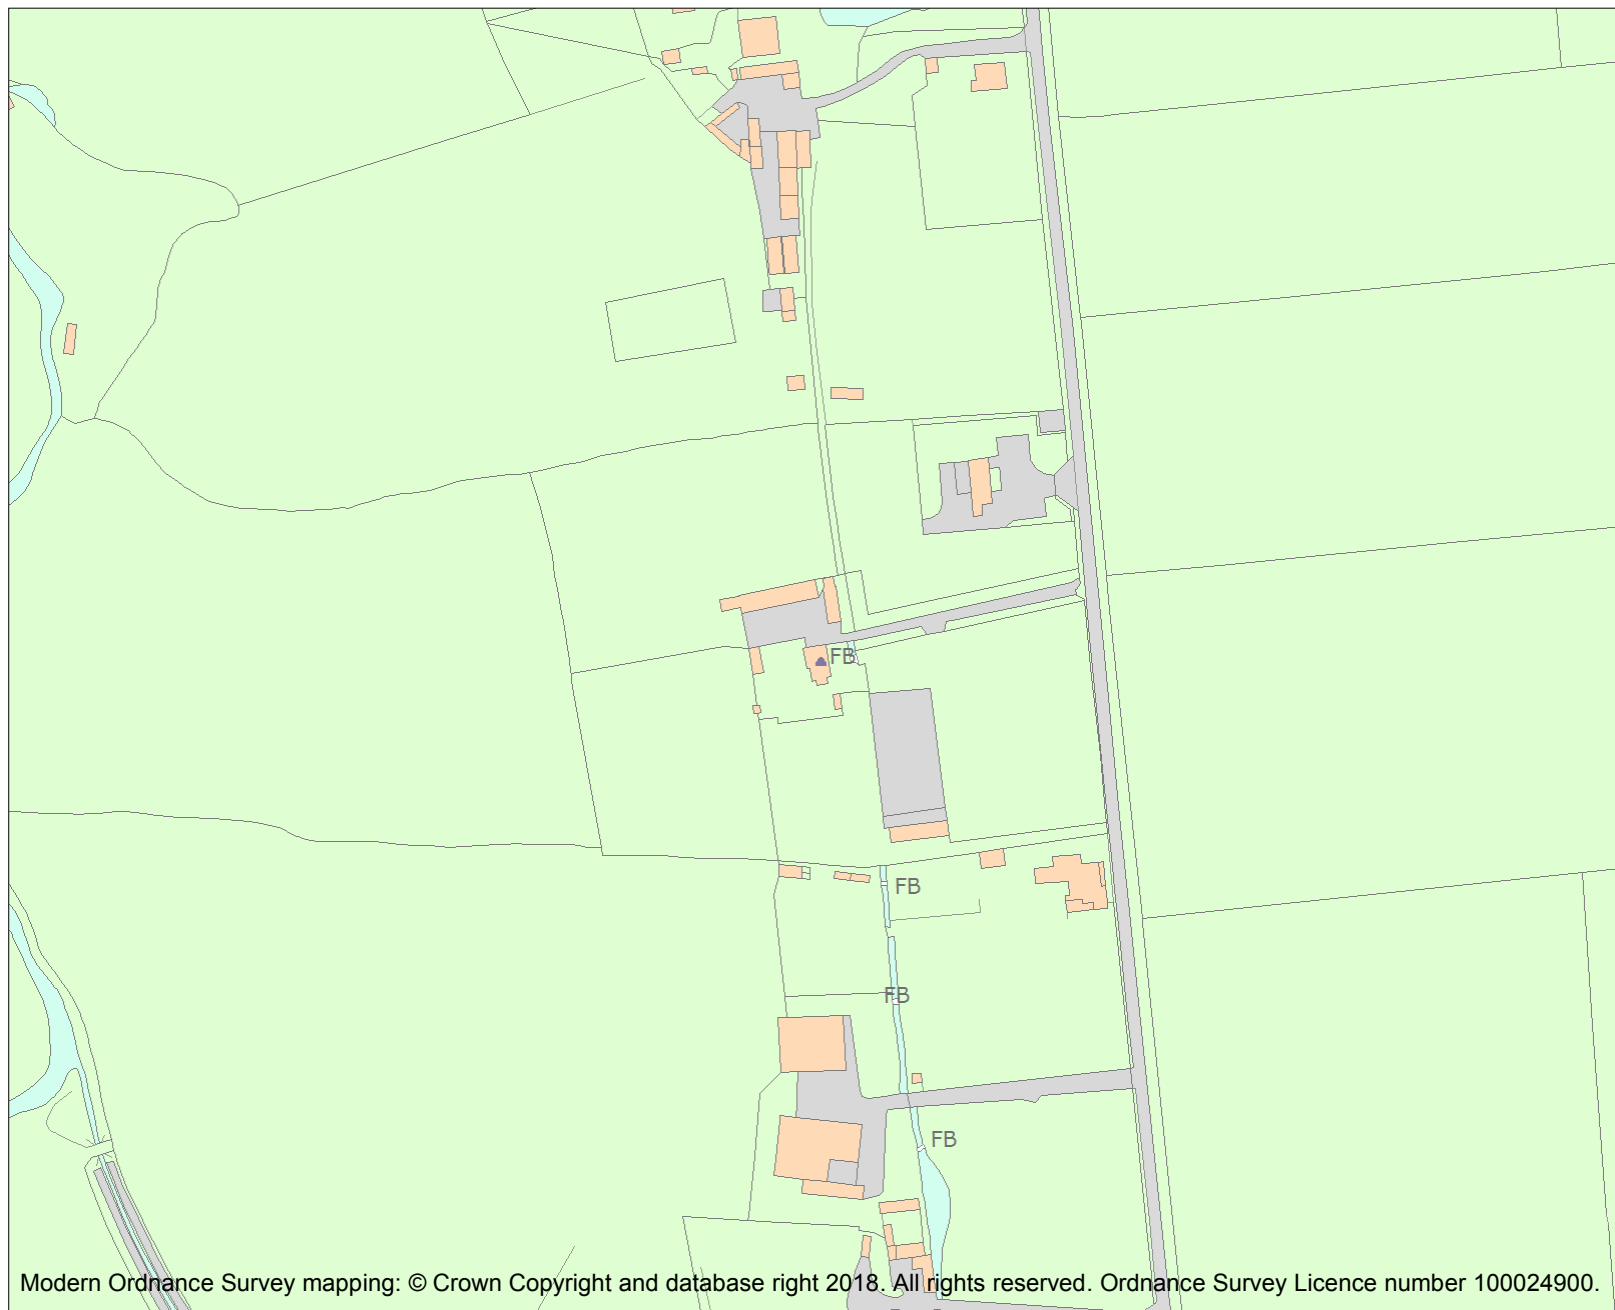 FB
FB
FB
FB
Modern Ordnance Survey mapping: © Crown Copyright and database right 2018. All rights reserved. Ordnance Survey Licence number 100024900.